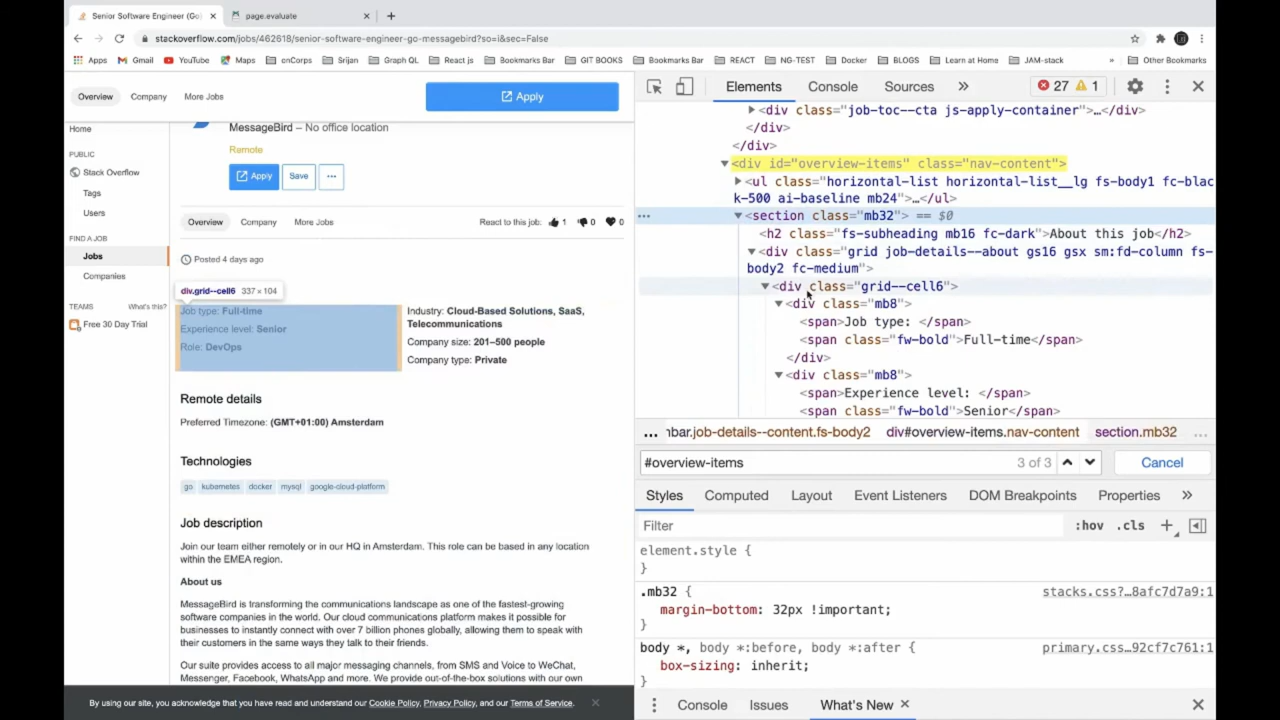 Senior Software Engineer (Go)
page.evaluate
stackoverflow.com/jobs/462618/senior-software-engineer-go-messagebird?so=i&sec=False
Apps Gmail YouTube Maps onCorps Srijan Graph QL React js Bookmarks Bar GIT BOOKS Bookmarks Bar REACT NG-TEST Docker BLOGS Learn at Home JAM-stack » Other Bookmarks
Overview Company More Jobs Apply
Home
PUBLIC
Stack Overflow
Tags
Users
FIND A JOB
Jobs
Companies
TEAMS What's this?
Free 30 Day Trial
MessageBird – No office location
Remote
Apply Save ...
Overview Company More Jobs React to this job: 1 0 0
Posted 4 days ago
div.grid--cell6 337 × 104
Job type: Full-time
Experience level: Senior
Role: DevOps
Industry: Cloud-Based Solutions, SaaS,
Telecommunications
Company size: 201–500 people
Company type: Private
Remote details
Preferred Timezone: (GMT+01:00) Amsterdam
Technologies
go kubernetes docker mysql google-cloud-platform
Job description
Join our team either remotely or in our HQ in Amsterdam. This role can be based in any location
within the EMEA region.
About us
MessageBird is transforming the communications landscape as one of the fastest-growing
software companies in the world. Our cloud communications platform makes it possible for
businesses to instantly connect with over 7 billion phones globally, allowing them to speak with
their customers in the same ways they talk to their friends.
Our suite provides access to all major messaging channels, from SMS and Voice to WeChat,
Messenger, Facebook, WhatsApp and more. We provide out-of-the-box solutions with our own
By using our site, you acknowledge that you have read and understand our Cookie Policy, Privacy Policy, and our Terms of Service.
Elements Console Sources » 27 1
<div class="job-toc--cta js-apply-container">…</div>
</div>
</div>
<div id="overview-items" class="nav-content">
<ul class="horizontal-list horizontal-list__lg fs-body1 fc-blac
k-500 ai-baseline mb24">…</ul>
... <section class="mb32"> == $0
<h2 class="fs-subheading mb16 fc-dark">About this job</h2>
<div class="grid job-details--about gs16 gsx sm:fd-column fs-
body2 fc-medium">
<div class="grid--cell6">
<div class="mb8">
<span>Job type: </span>
<span class="fw-bold">Full-time</span>
</div>
<div class="mb8">
<span>Experience level: </span>
<span class="fw-bold">Senior</span>
... nbar.job-details--content.fs-body2 div#overview-items.nav-content section.mb32 ...
#overview-items 3 of 3 Cancel
Styles Computed Layout Event Listeners DOM Breakpoints Properties »
Filter :hov .cls +
element.style {
}
.mb32 { stacks.css?…8afc7d7a9:1
margin-bottom: 32px !important;
}
body *, body *:before, body *:after { primary.css…92cf7c761:1
box-sizing: inherit;
}
Console Issues What's New